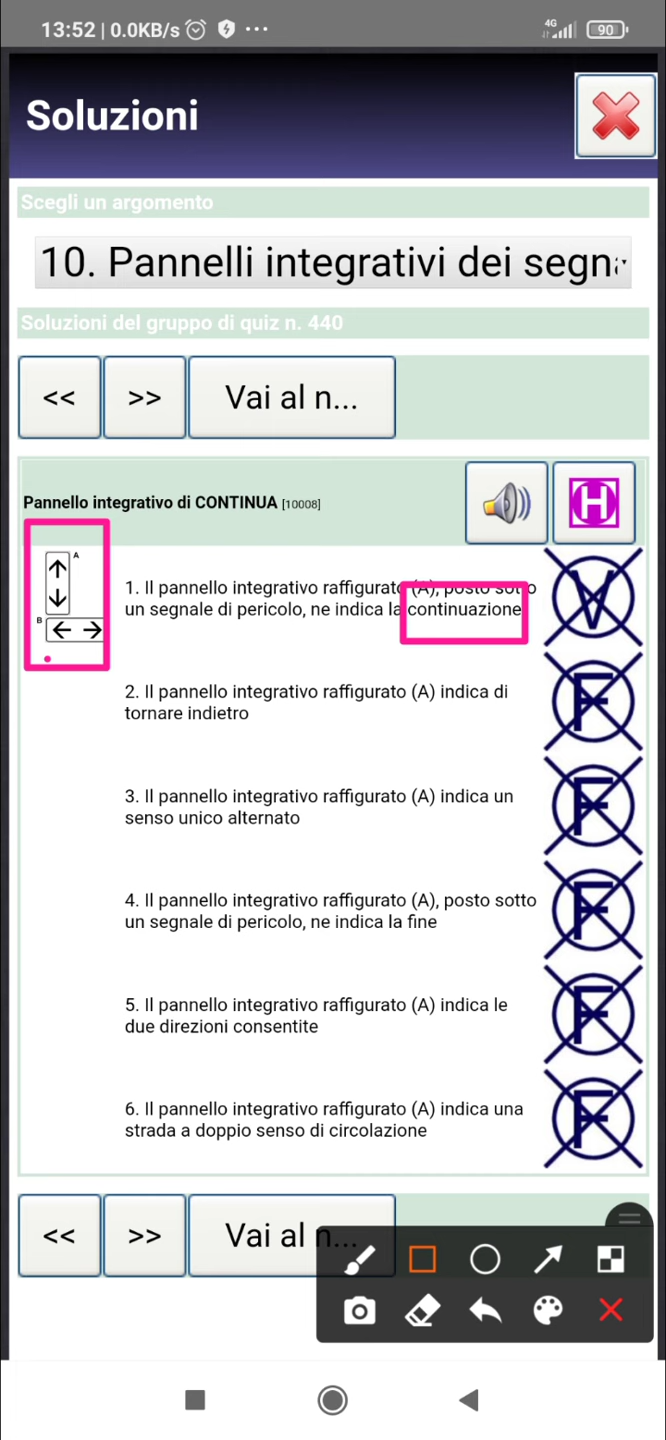 13:52 | 0.0KB/s
4G
90
Soluzioni
Scegli un argomento
10. Pannelli integrativi dei segn
Soluzioni del gruppo di quiz n. 440
<< >> Vai al n...
Pannello integrativo di CONTINUA [10008]
H
A
B
1. Il pannello integrativo raffigurato (A), posto sotto
un segnale di pericolo, ne indica la continuazione
V
2. Il pannello integrativo raffigurato (A) indica di
tornare indietro
F
3. Il pannello integrativo raffigurato (A) indica un
senso unico alternato
F
4. Il pannello integrativo raffigurato (A), posto sotto
un segnale di pericolo, ne indica la fine
F
5. Il pannello integrativo raffigurato (A) indica le
due direzioni consentite
F
6. Il pannello integrativo raffigurato (A) indica una
strada a doppio senso di circolazione
F
<< >> Vai al n...